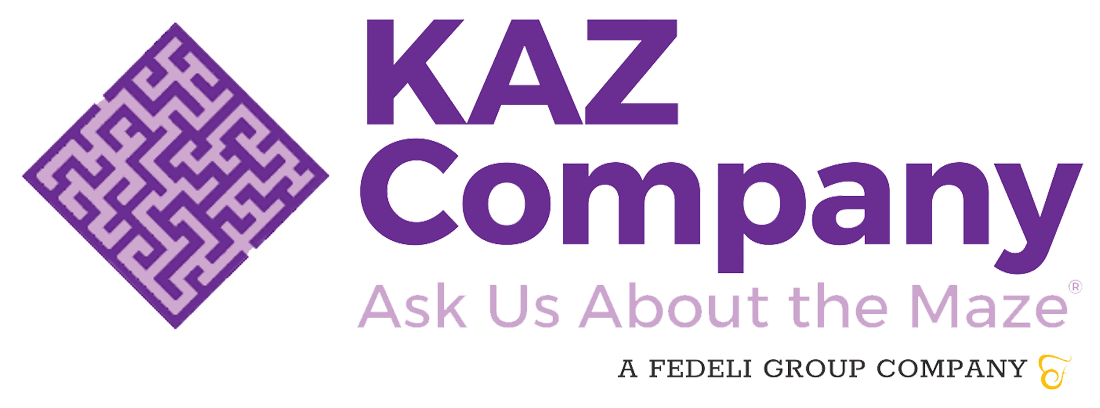 KAZ
Company
Ask Us About the Maze®
A FEDELI GROUP COMPANY